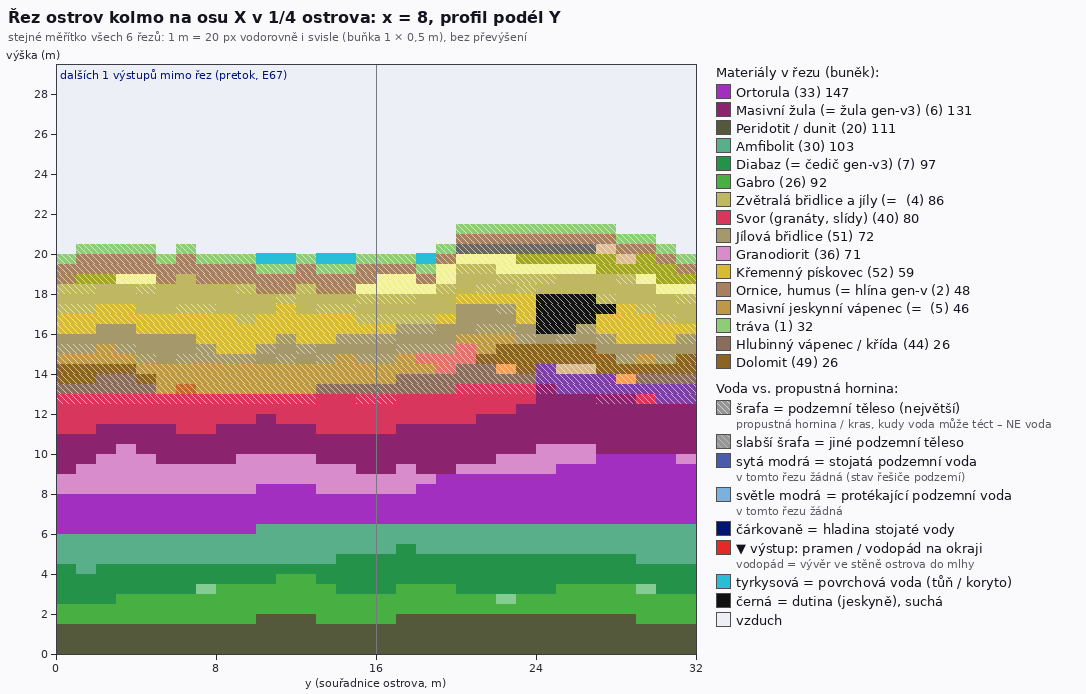 Řez ostrov kolmo na osu X v 1/4 ostrova: x = 8, profil podél Y
stejné měřítko všech 6 řezů: 1 m = 20 px vodorovně i svisle (buňka 1 × 0,5 m), bez převýšení
výška (m)
dalších 1 výstupů mimo řez (pretok, E67)
28
26
24
22
20
18
16
14
12
10
8
6
4
2
0
0
8
16
24
32
y (souřadnice ostrova, m)
Materiály v řezu (buněk):
Ortorula (33) 147
Masivní žula (= žula gen-v3) (6) 131
Peridotit / dunit (20) 111
Amfibolit (30) 103
Diabaz (= čedič gen-v3) (7) 97
Gabro (26) 92
Zvětralá břidlice a jíly (=  (4) 86
Svor (granáty, slídy) (40) 80
Jílová břidlice (51) 72
Granodiorit (36) 71
Křemenný pískovec (52) 59
Ornice, humus (= hlína gen-v (2) 48
Masivní jeskynní vápenec (=  (5) 46
tráva (1) 32
Hlubinný vápenec / křída (44) 26
Dolomit (49) 26
Voda vs. propustná hornina:
šrafa = podzemní těleso (největší)
propustná hornina / kras, kudy voda může téct – NE voda
slabší šrafa = jiné podzemní těleso
sytá modrá = stojatá podzemní voda
v tomto řezu žádná (stav řešiče podzemí)
světle modrá = protékající podzemní voda
v tomto řezu žádná
čárkovaně = hladina stojaté vody
▼ výstup: pramen / vodopád na okraji
vodopád = vývěr ve stěně ostrova do mlhy
tyrkysová = povrchová voda (tůň / koryto)
černá = dutina (jeskyně), suchá
vzduch